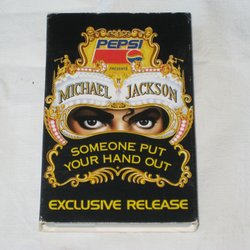 PEPSI
PRESENTS
MICHAEL JACKSON
SOMEONE PUT
YOUR HAND OUT
EXCLUSIVE RELEASE